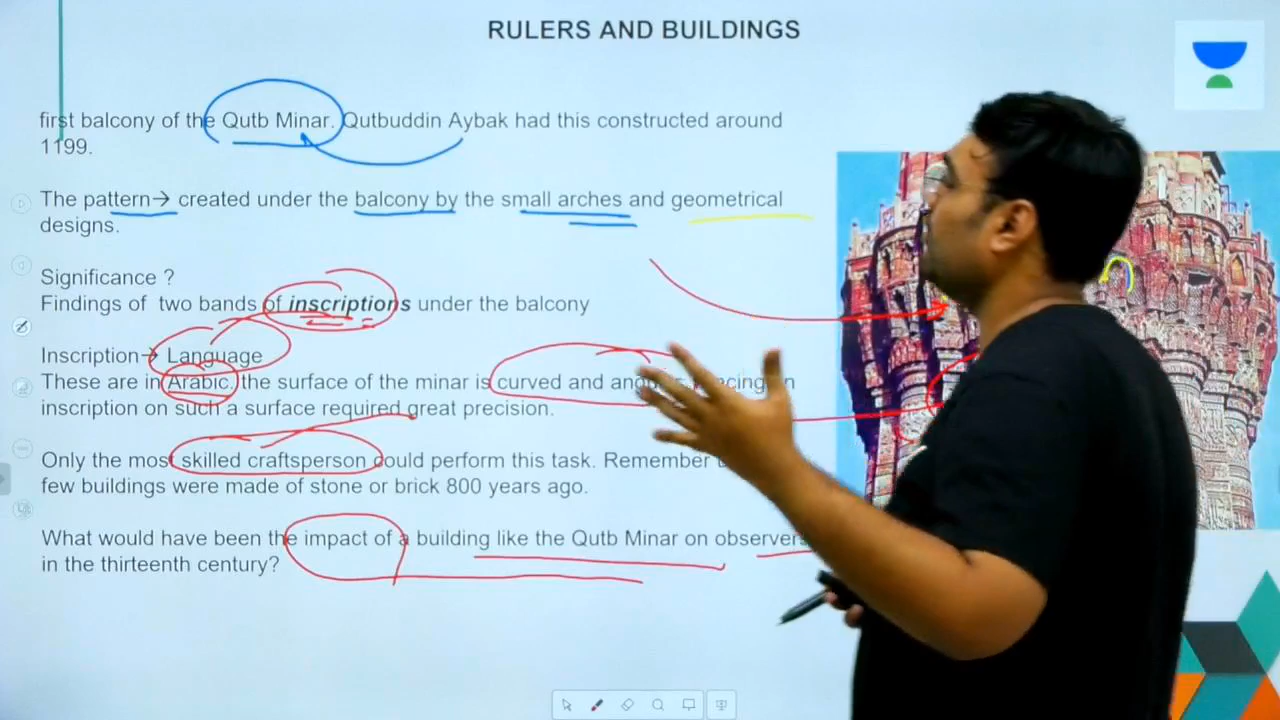 RULERS AND BUILDINGS
first balcony of the Qutb Minar. Qutbuddin Aybak had this constructed around
1199.
The pattern→ created under the balcony by the small arches and geometrical
designs.
Significance ?
Findings of two bands of inscriptions under the balcony
Inscription→ Language
These are in Arabic. the surface of the minar is curved and
inscription on such a surface required great precision.
Only the most skilled craftsperson could perform this task. Remember
few buildings were made of stone or brick 800 years ago.
What would have been the impact of a building like the Qutb Minar on observers
in the thirteenth century?